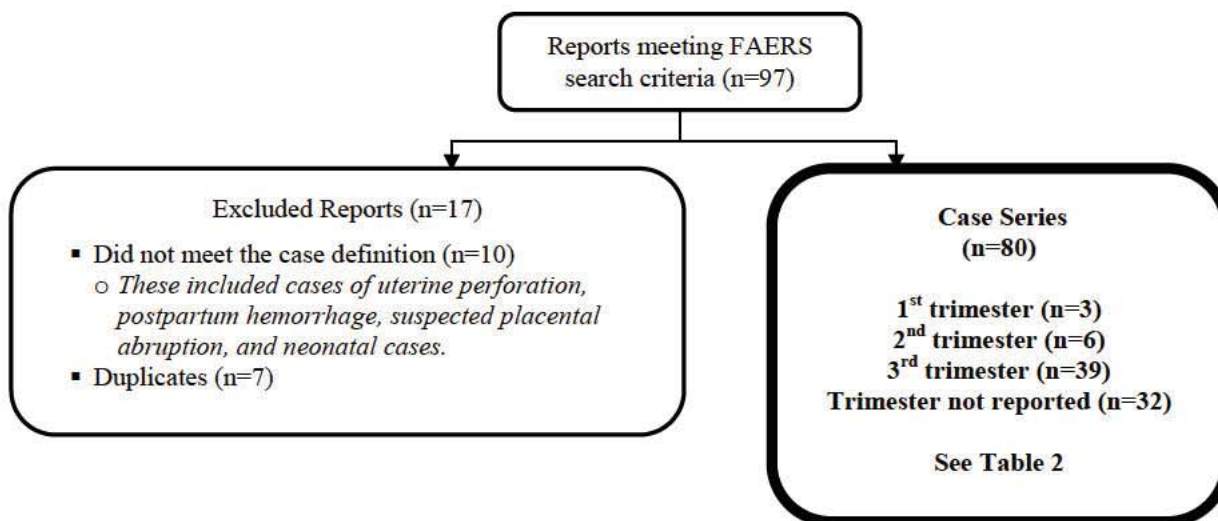 Reports meeting FAERS
search criteria (n=97)
Excluded Reports (n=17)
▪ Did not meet the case definition (n=10)
o These included cases of uterine perforation,
postpartum hemorrhage, suspected placental
abruption, and neonatal cases.
▪ Duplicates (n=7)
Case Series
(n=80)
1st trimester (n=3)
2nd trimester (n=6)
3rd trimester (n=39)
Trimester not reported (n=32)
See Table 2